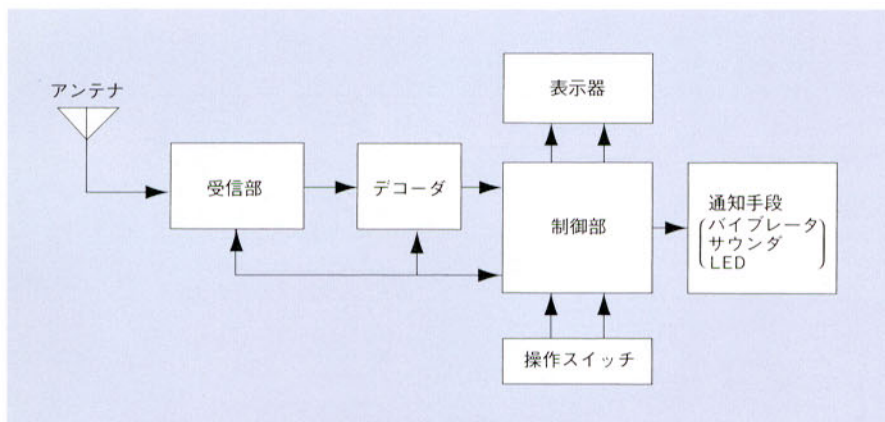 アンテナ
表示器
受信部
デコーダ
制御部
通知手段
バイブレータ
サウンダ
LED
操作スイッチ